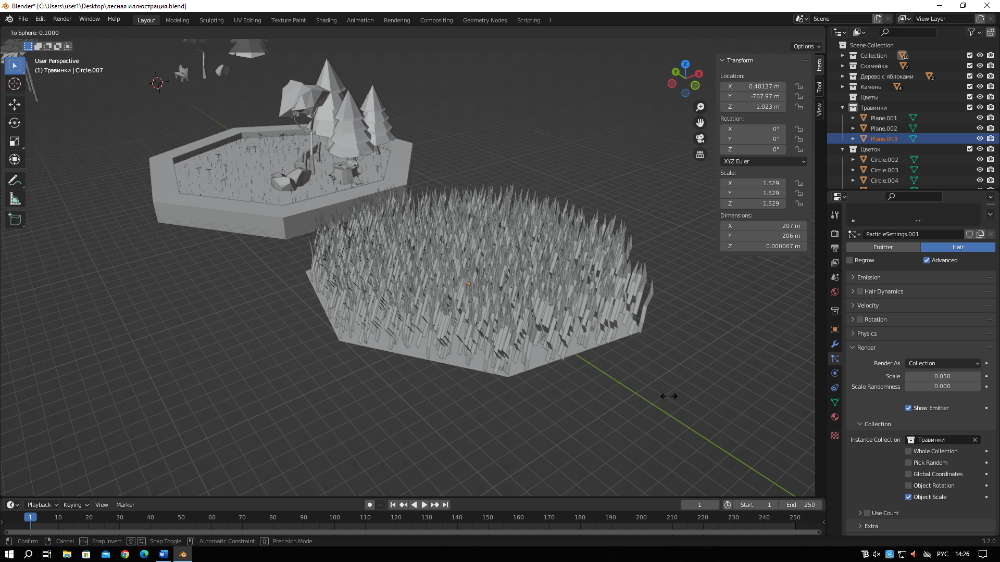 Blender* [C:\Users\user1\Desktop\лесная иллюстрация.blend]
File Edit Render Window Help Layout Modeling Sculpting UV Editing Texture Paint Shading Animation Rendering Compositing Geometry Nodes Scripting Scene View Layer
To Sphere: 0.1000
Options
User Perspective
(1) Травинки | Circle.007
Z
Y
X
Transform
Location:
X 0.48137 m
Y -767.97 m
Z 1.023 m
Rotation:
X 0°
Y 0°
Z 0°
XYZ Euler
Scale:
X 1.529
Y 1.529
Z 1.529
Dimensions:
X 207 m
Y 206 m
Z 0.000067 m
Item
Tool
View
Scene Collection
Collection 10
Скамейка 2
Дерево с яблоками 2
Камень 4
Цветы
Травинки
Plane.001
Plane.002
Plane.003
Цветок
Circle.002
Circle.003
Circle.004
ParticleSettings.001
Emitter Hair
Regrow Advanced
Emission
Hair Dynamics
Velocity
Rotation
Physics
Render
Render As Collection
Scale 0.050
Scale Randomness 0.000
Show Emitter
Collection
Instance Collection Травинки
Whole Collection
Pick Random
Global Coordinates
Object Rotation
Object Scale
Use Count
Extra
Playback Keying View Marker 1 Start 1 End 250
1 10 20 30 40 50 60 70 80 90 100 110 120 130 140 150 160 170 180 190 200 210 220 230 240 250
Confirm Cancel Ctrl Snap Invert Snap Toggle Automatic Constraint Precision Mode 3.2.0
РУС 14:26